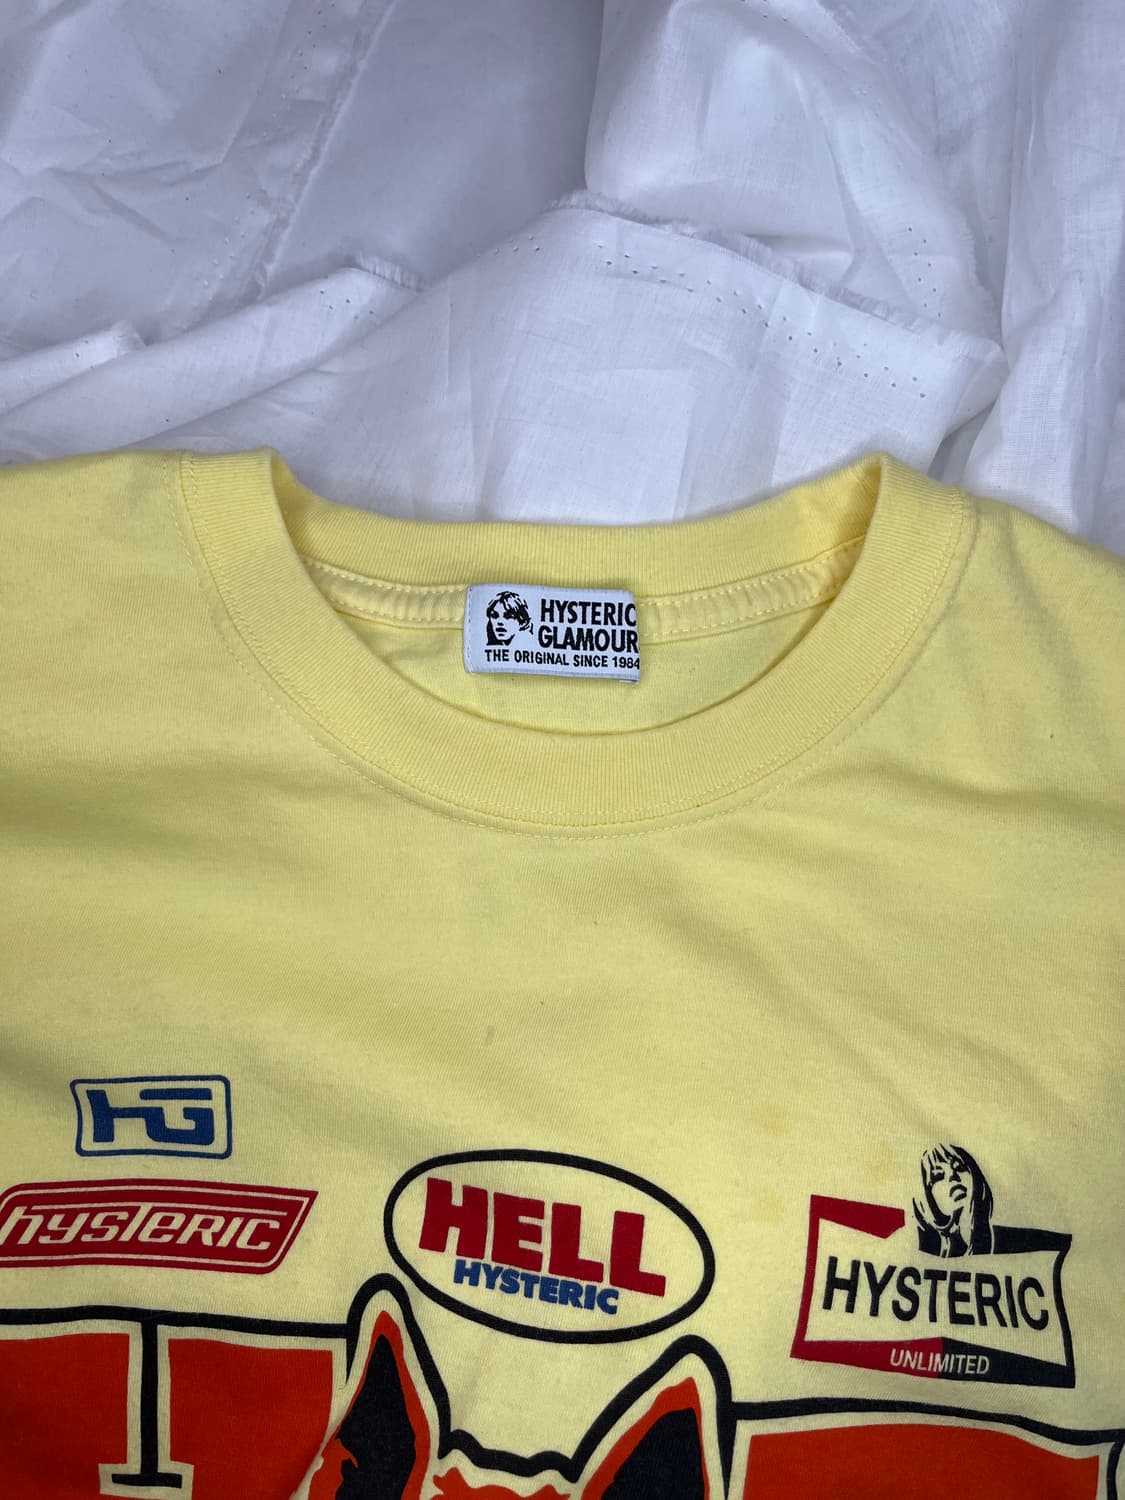 HYSTERIC
GLAMOUR
THE ORIGINAL SINCE 1984
HG
hysteric
HELL
HYSTERIC
HYSTERIC
UNLIMITED
H